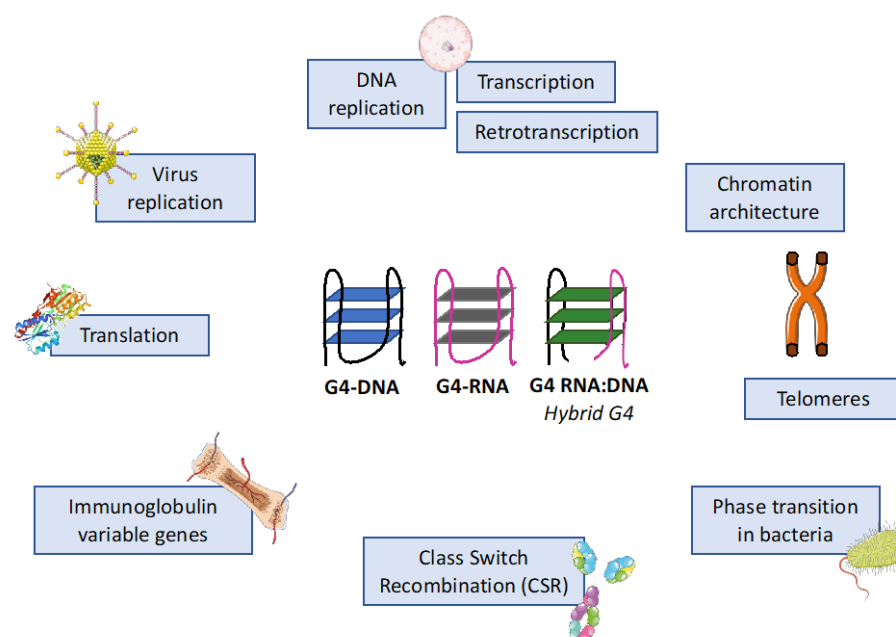 DNA
replication
Transcription
Retrotranscription
Virus
replication
Chromatin
architecture
Translation
G4-DNA
G4-RNA
G4 RNA:DNA
Hybrid G4
Telomeres
Immunoglobulin
variable genes
Class Switch
Recombination (CSR)
Phase transition
in bacteria